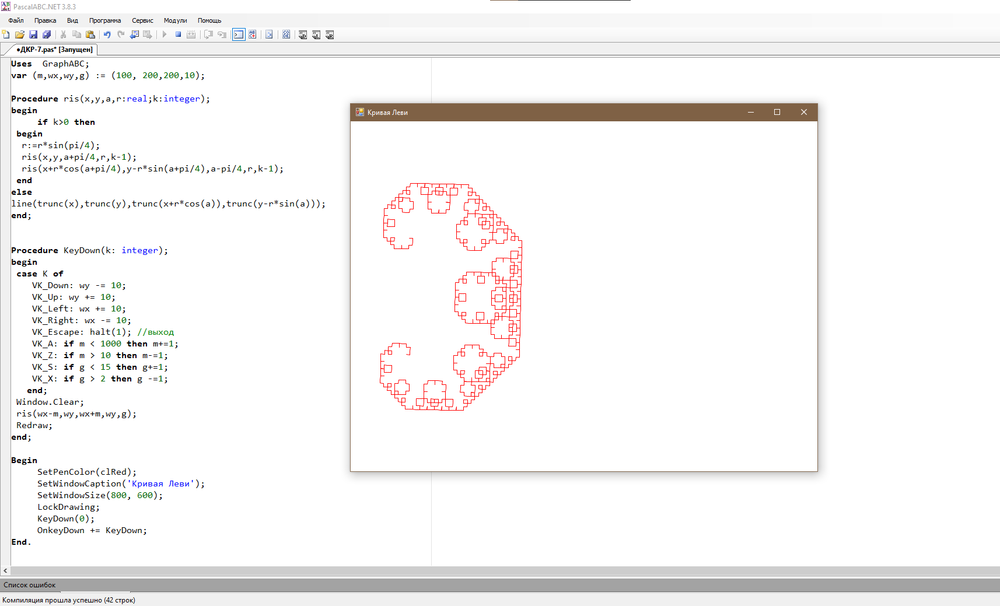 PascalABC.NET 3.8.3
Файл Правка Вид Программа Сервис Модули Помощь
•ДКР-7.pas* [Запущен]
Uses  GraphABC;
var (m,wx,wy,g) := (100, 200,200,10);
Procedure ris(x,y,a,r:real;k:integer);
begin
if k>0 then
begin
r:=r*sin(pi/4);
ris(x,y,a+pi/4,r,k-1);
ris(x+r*cos(a+pi/4),y-r*sin(a+pi/4),a-pi/4,r,k-1);
end
else
line(trunc(x),trunc(y),trunc(x+r*cos(a)),trunc(y-r*sin(a)));
end;
Procedure KeyDown(k: integer);
begin
case K of
VK_Down: wy -= 10;
VK_Up: wy += 10;
VK_Left: wx += 10;
VK_Right: wx -= 10;
VK_Escape: halt(1); //выход
VK_A: if m < 1000 then m+=1;
VK_Z: if m > 10 then m-=1;
VK_S: if g < 15 then g+=1;
VK_X: if g > 2 then g -=1;
end;
Window.Clear;
ris(wx-m,wy,wx+m,wy,g);
Redraw;
end;
Begin
SetPenColor(clRed);
SetWindowCaption('Кривая Леви');
SetWindowSize(800, 600);
LockDrawing;
KeyDown(0);
OnkeyDown += KeyDown;
End.
Кривая Леви
Список ошибок
Компиляция прошла успешно (42 строк)